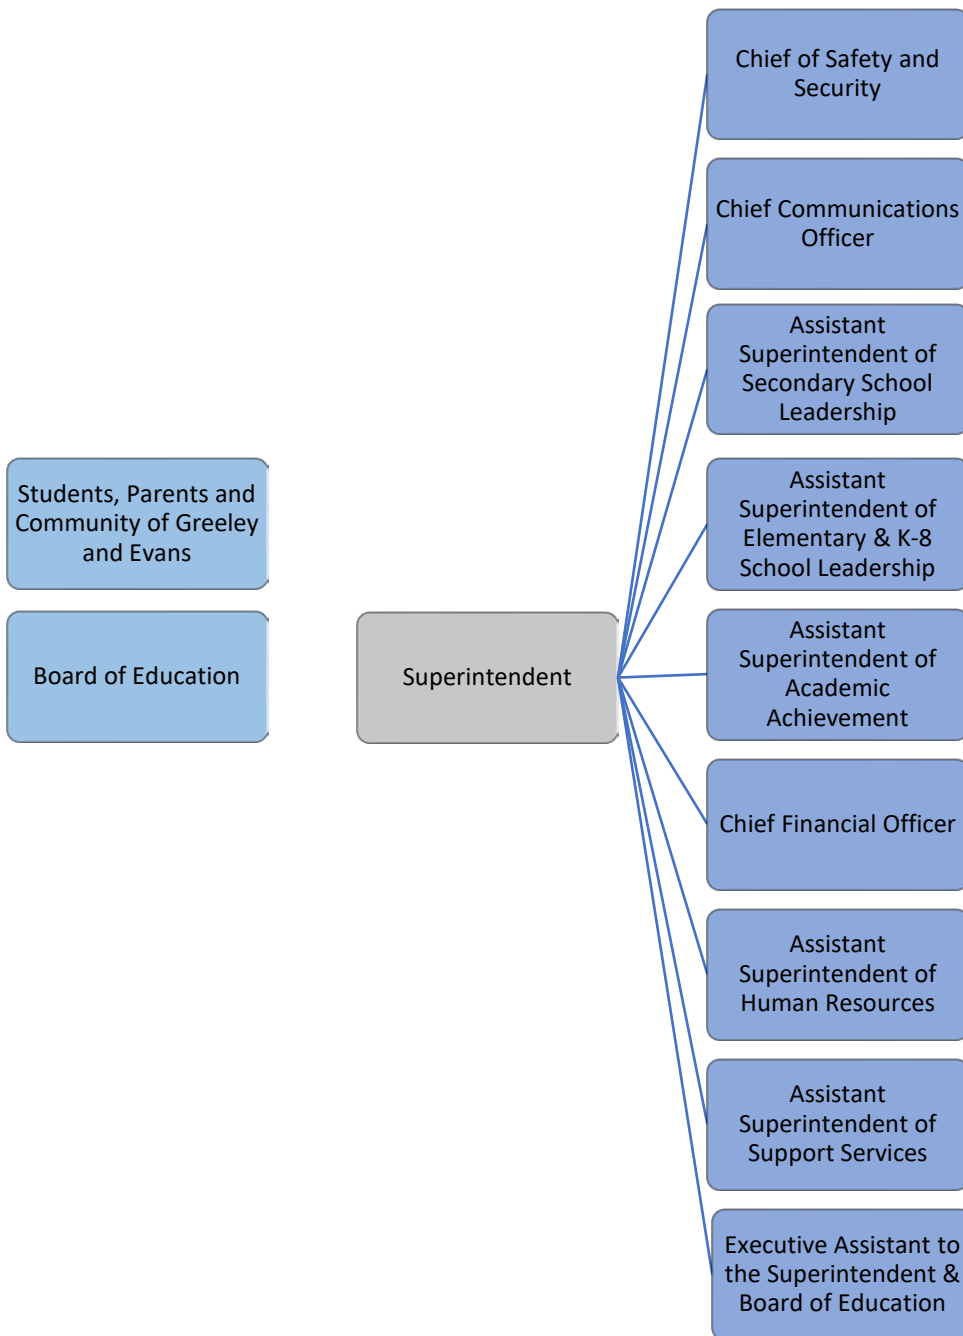 Students, Parents and
Community of Greeley
and Evans
Board of Education
Superintendent
Chief of Safety and
Security
Chief Communications
Officer
Assistant
Superintendent of
Secondary School
Leadership
Assistant
Superintendent of
Elementary & K-8
School Leadership
Assistant
Superintendent of
Academic
Achievement
Chief Financial Officer
Assistant
Superintendent of
Human Resources
Assistant
Superintendent of
Support Services
Executive Assistant to
the Superintendent &
Board of Education